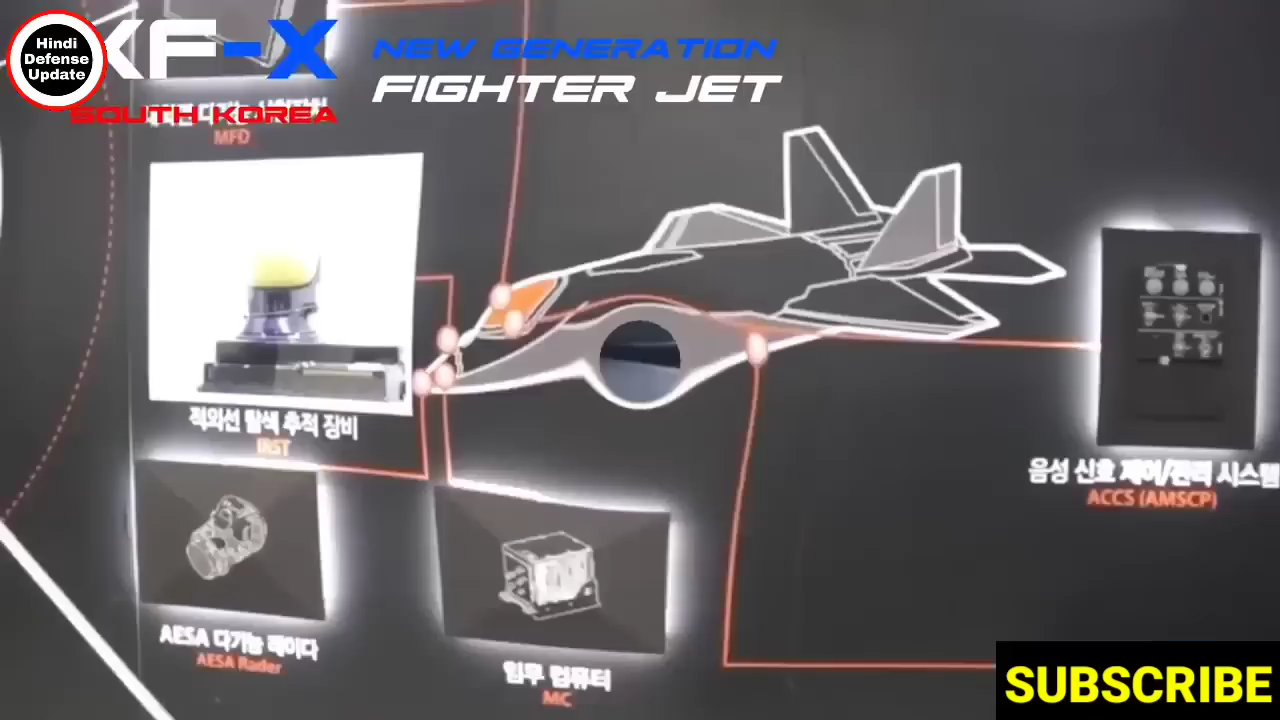 Hindi
Defense
Update
KF-X
NEW GENERATION
FIGHTER JET
SOUTH KOREA
MFD
적외선 탐색 추적 장비
IRST
음성 신호 제어/관리 시스템
ACCS (AMSCP)
AESA 다기능 레이다
AESA Rader
임무 컴퓨터
MC
SUBSCRIBE